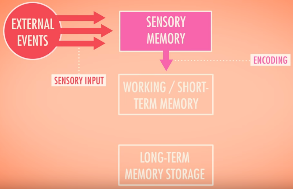 EXTERNAL
EVENTS
SENSORY
MEMORY
SENSORY INPUT
ENCODING
WORKING / SHORT-
TERM MEMORY
LONG-TERM
MEMORY STORAGE